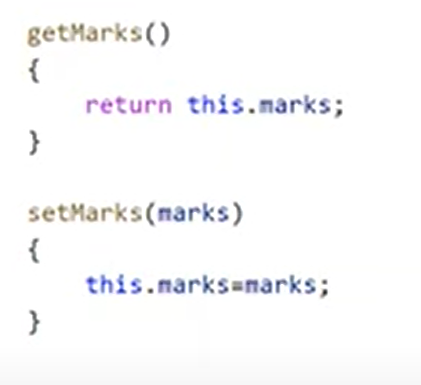 getMarks()
{
return this.marks;
}
setMarks(marks)
{
this.marks=marks;
}